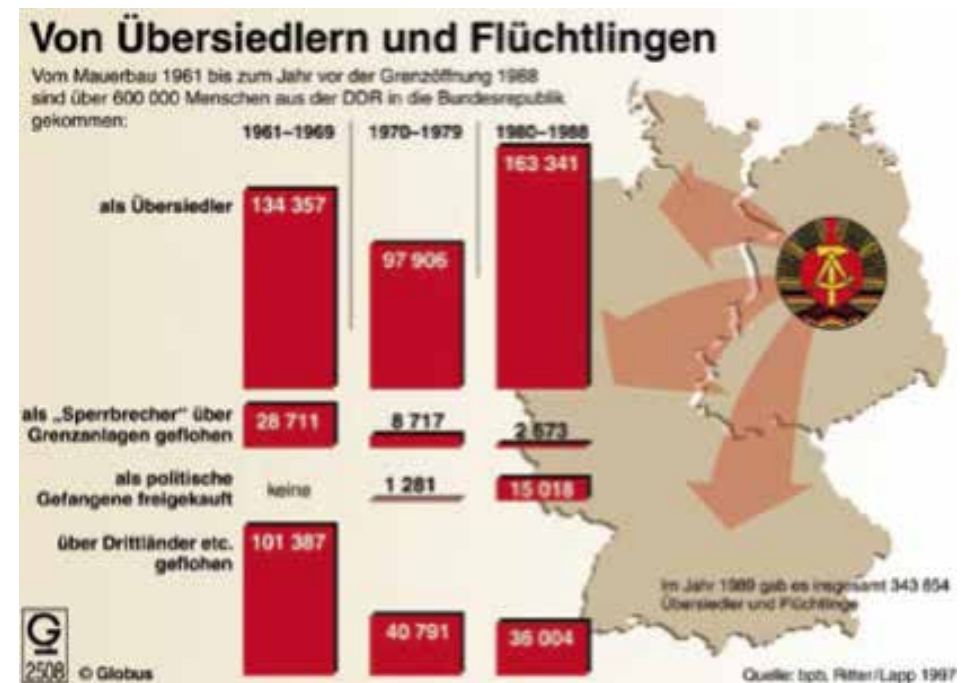 Von Übersiedlern und Flüchtlingen
Vom Mauerbau 1961 bis zum Jahr vor der Grenzöffnung 1988
sind über 600 000 Menschen aus der DDR in die Bundesrepublik
gekommen:
1961–1969 1970–1979 1980–1988
als Übersiedler 134 357 97 906 163 341
als „Sperrbrecher“ über
Grenzanlagen geflohen 28 711 8 717 2 673
als politische
Gefangene freigekauft keine 1 281 15 018
über Drittländer etc.
geflohen 101 387 40 791 36 004
Im Jahr 1989 gab es insgesamt 343 854
Übersiedler und Flüchtlinge
G
2508 © Globus
Quelle: bpb, Ritter/Lapp 1997